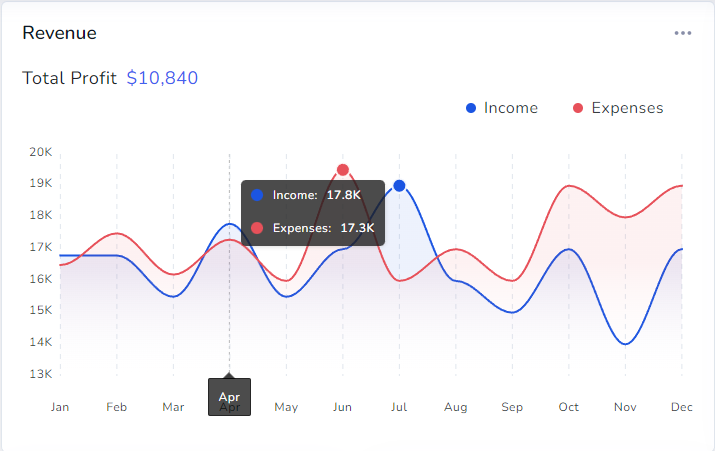 Revenue
Total Profit $10,840
Income Expenses
20K
19K
18K
17K
16K
15K
14K
13K
Income: 17.8K
Expenses: 17.3K
Apr
Jan Feb Mar Apr May Jun Jul Aug Sep Oct Nov Dec